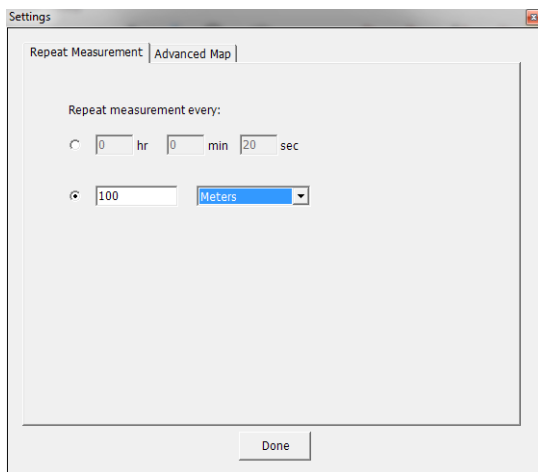 Settings
Repeat Measurement Advanced Map
Repeat measurement every:
0 hr 0 min 20 sec
100 Meters
Done